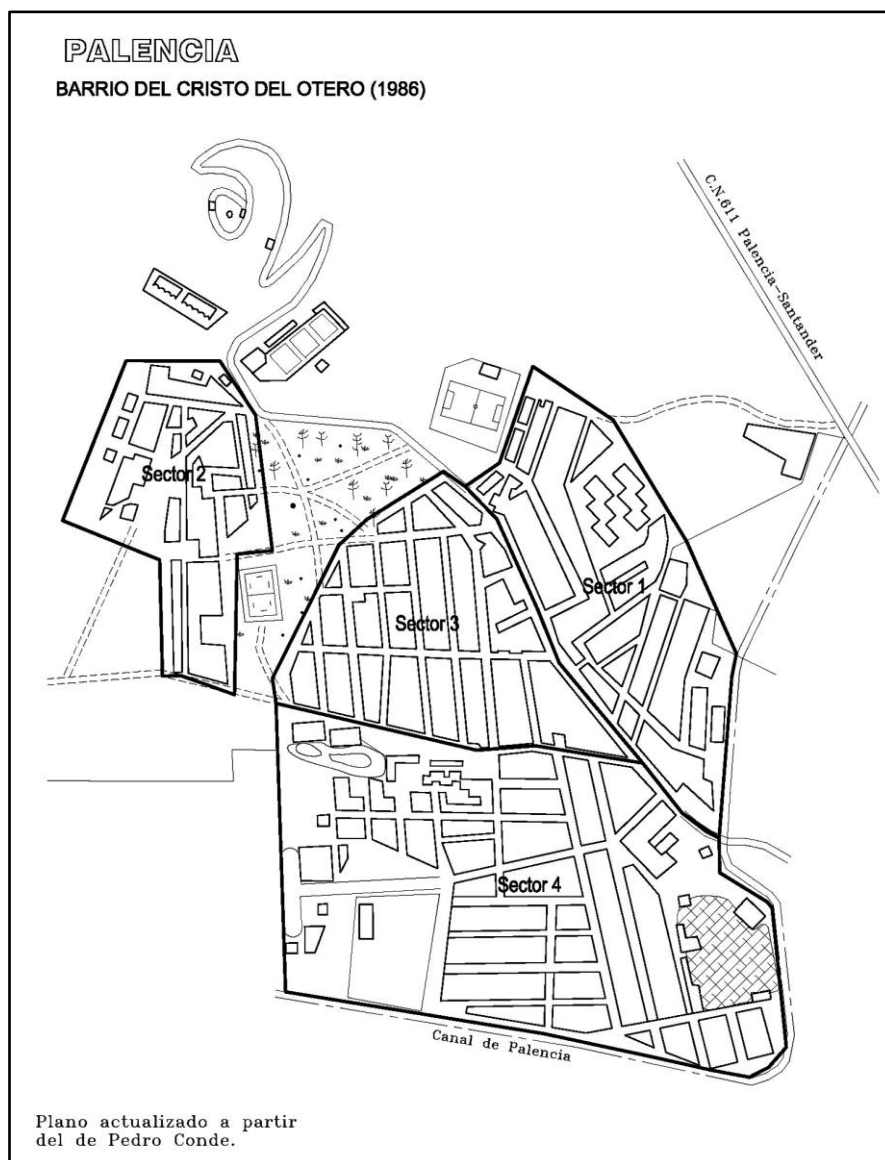 PALENCIA
BARRIO DEL CRISTO DEL OTERO (1986)
C.N.611 Palencia-Santander
Sector 2
Sector 1
Sector 3
Sector 4
Canal de Palencia
Plano actualizado a partir
del de Pedro Conde.